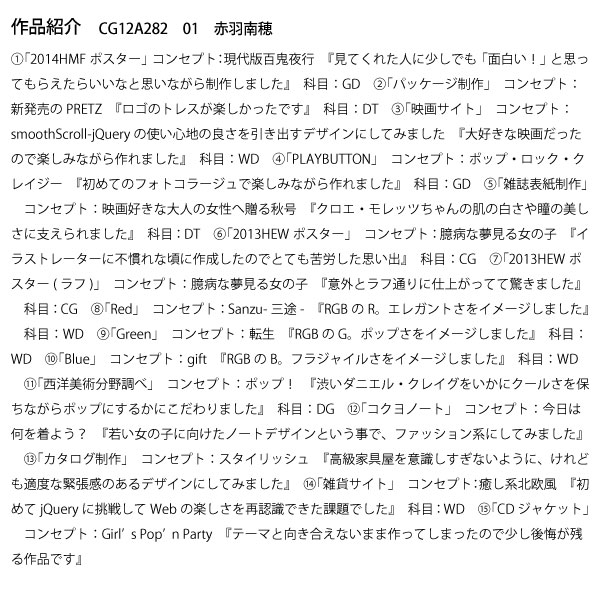 作品紹介　CG12A282　01　赤羽南穂
①「2014HMF ポスター」 コンセプト：現代版百鬼夜行　『見てくれた人に少しでも「面白い！」と思っ
てもらえたらいいなと思いながら制作しました』　科目：GD　②「パッケージ制作」　コンセプト：
新発売の PRETZ　『ロゴのトレスが楽しかったです』　科目：DT　③「映画サイト」　コンセプト：
smoothScroll-jQuery の使い心地の良さを引き出すデザインにしてみました　『大好きな映画だった
ので楽しみながら作れました』　科目：WD　④「PLAYBUTTON」　コンセプト：ポップ・ロック・ク
レイジー　『初めてのフォトコラージュで楽しみながら作れました』　科目：GD　⑤「雑誌表紙制作」
　コンセプト：映画好きな大人の女性へ贈る秋号　『クロエ・モレッツちゃんの肌の白さや瞳の美し
さに支えられました』　科目：DT　⑥「2013HEW ポスター」　コンセプト：臆病な夢見る女の子　『イ
ラストレーターに不慣れな頃に作成したのでとても苦労した思い出』　科目：CG　⑦「2013HEW ポ
スター ( ラフ )」　コンセプト：臆病な夢見る女の子　『意外とラフ通りに仕上がってて驚きました』
　科目：CG　⑧「Red」　コンセプト：Sanzu- 三途 -　『RGB の R。エレガントさをイメージしました』
　科目：WD　⑨「Green」　コンセプト：転生　『RGB の G。ポップさをイメージしました』　科目：
WD　⑩「Blue」　コンセプト：gift　『RGB の B。フラジャイルさをイメージしました』　科目：WD
　⑪「西洋美術分野調べ」　コンセプト：ポップ！　『渋いダニエル・クレイグをいかにクールさを保
ちながらポップにするかにこだわりました』　科目：DG　⑫「コクヨノート」　コンセプト：今日は
何を着よう？　『若い女の子に向けたノートデザインという事で、ファッション系にしてみました』
　⑬「カタログ制作」　コンセプト：スタイリッシュ　『高級家具屋を意識しすぎないように、けれど
も適度な緊張感のあるデザインにしてみました』　⑭「雑貨サイト」　コンセプト：癒し系北欧風　『初
めて jQuery に挑戦して Web の楽しさを再認識できた課題でした』　科目：WD　⑮「CD ジャケット」
　コンセプト：Girl’s Pop’n Party　『テーマと向き合えないまま作ってしまったので少し後悔が残
る作品です』